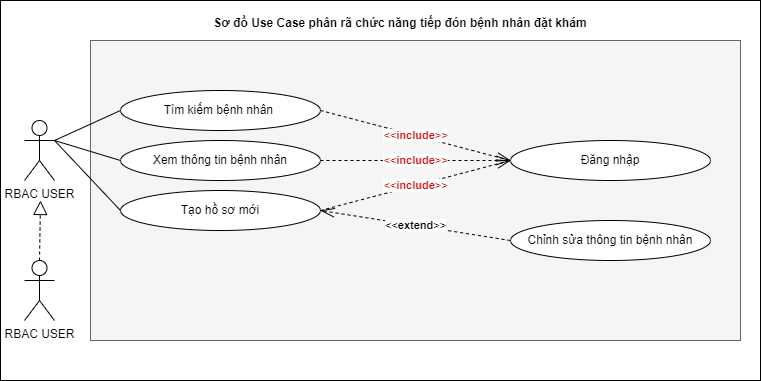 Sơ đồ Use Case phân rã chức năng tiếp đón bệnh nhân đặt khám
Tìm kiếm bệnh nhân
<<include>>
Xem thông tin bệnh nhân
<<include>>
Đăng nhập
<<include>>
RBAC USER
Tạo hồ sơ mới
<<extend>>
Chỉnh sửa thông tin bệnh nhân
RBAC USER